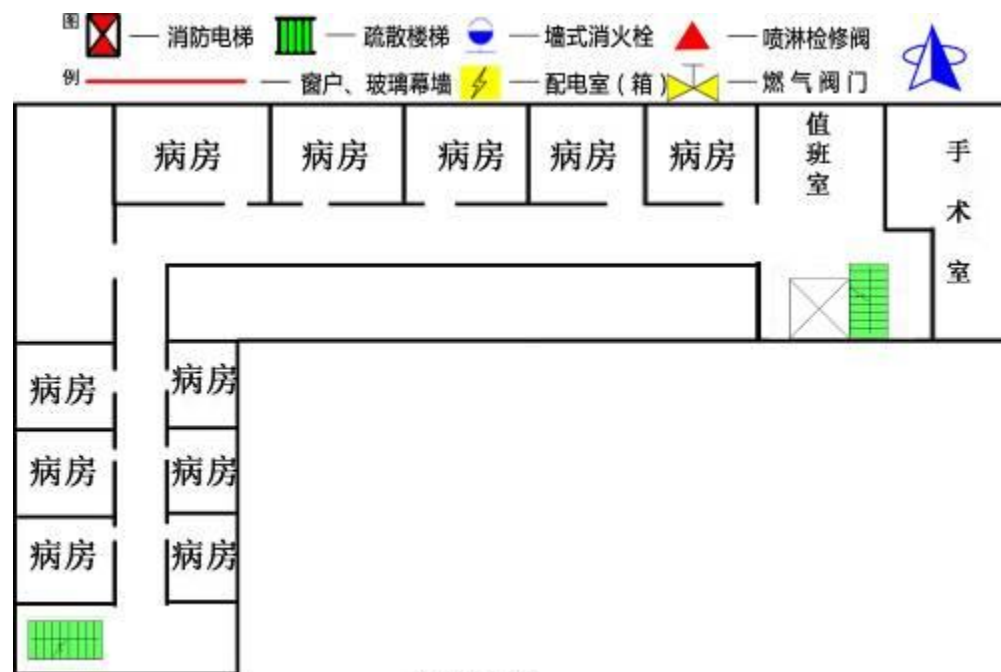 图 — 消防电梯 — 疏散楼梯 — 墙式消火栓 — 喷淋检修阀
例 — 窗户、玻璃幕墙 — 配电室(箱) — 燃气阀门
病房 病房 病房 病房 病房
值班室
手术室
病房 病房
病房 病房
病房 病房